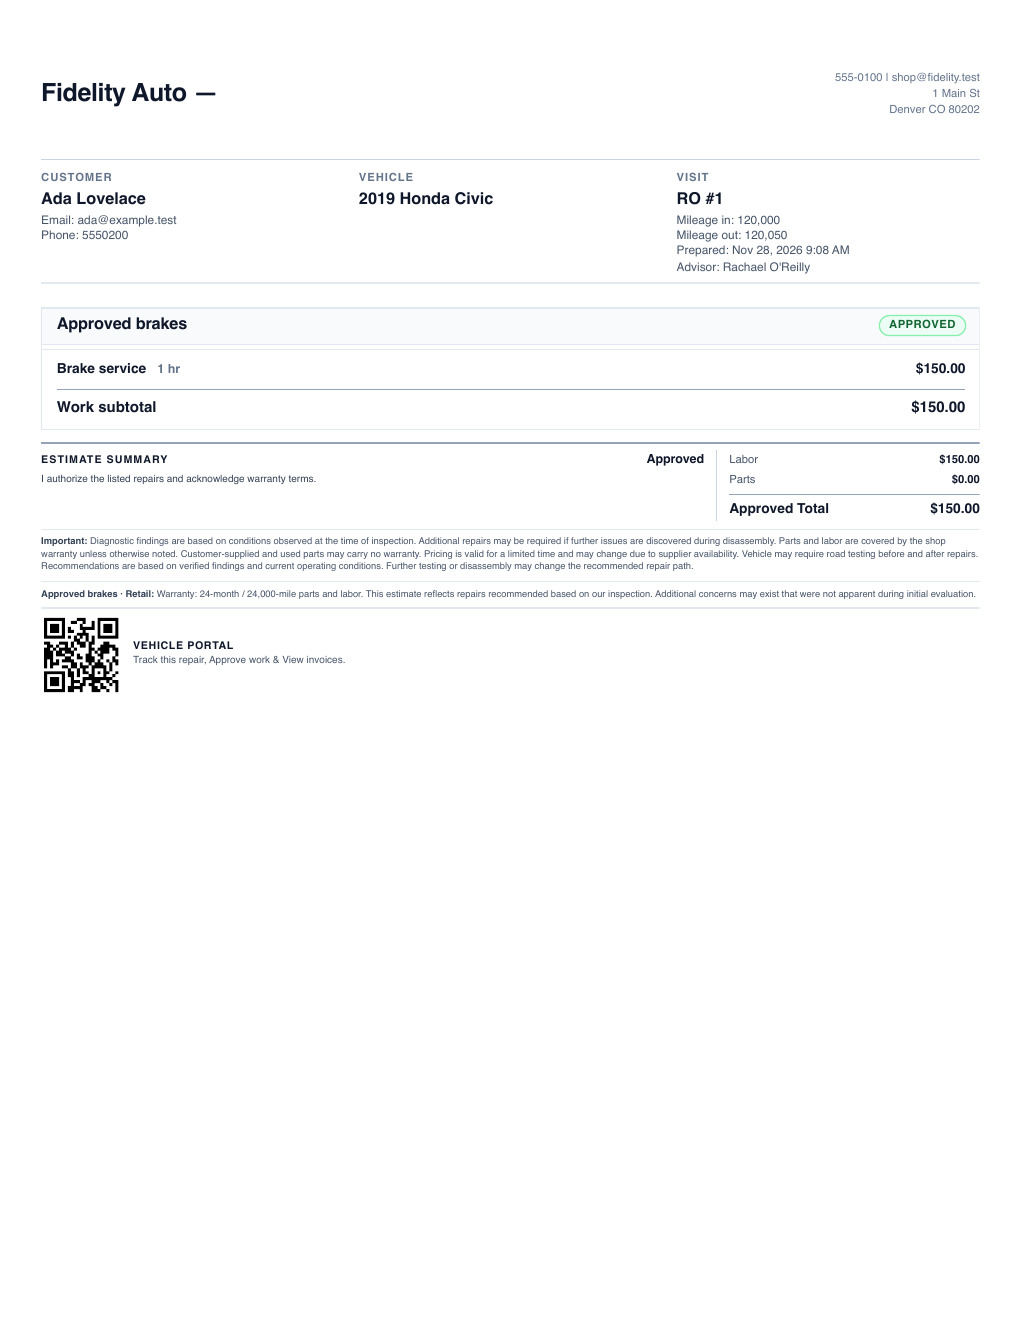 Fidelity Auto —
555-0100 | shop@fidelity.test
1 Main St
Denver CO 80202
CUSTOMER
Ada Lovelace
Email: ada@example.test
Phone: 5550200
VEHICLE
2019 Honda Civic
VISIT
RO #1
Mileage in: 120,000
Mileage out: 120,050
Prepared: Nov 28, 2026 9:08 AM
Advisor: Rachael O'Reilly
Approved brakes
APPROVED
Brake service 1 hr $150.00
Work subtotal $150.00
ESTIMATE SUMMARY Approved
I authorize the listed repairs and acknowledge warranty terms.
Labor $150.00
Parts $0.00
Approved Total $150.00
Important: Diagnostic findings are based on conditions observed at the time of inspection. Additional repairs may be required if further issues are discovered during disassembly. Parts and labor are covered by the shop
warranty unless otherwise noted. Customer-supplied and used parts may carry no warranty. Pricing is valid for a limited time and may change due to supplier availability. Vehicle may require road testing before and after repairs.
Recommendations are based on verified findings and current operating conditions. Further testing or disassembly may change the recommended repair path.
Approved brakes · Retail: Warranty: 24-month / 24,000-mile parts and labor. This estimate reflects repairs recommended based on our inspection. Additional concerns may exist that were not apparent during initial evaluation.
VEHICLE PORTAL
Track this repair, Approve work & View invoices.